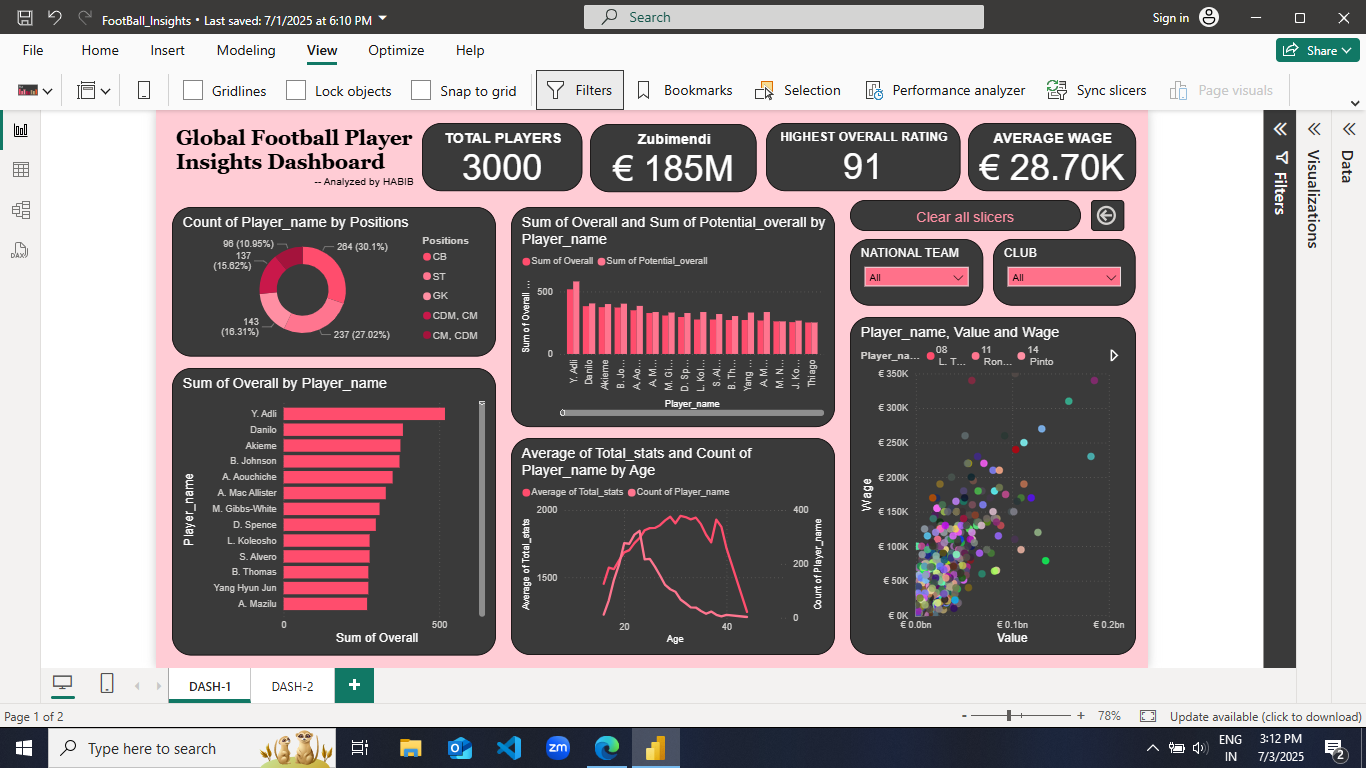 FootBall_Insights • Last saved: 7/1/2025 at 6:10 PM
Search
Sign in
File
Home
Insert
Modeling
View
Optimize
Help
Share
Gridlines
Lock objects
Snap to grid
Filters
Bookmarks
Selection
Performance analyzer
Sync slicers
Page visuals
Global Football Player
Insights Dashboard
-- Analyzed by HABIB
TOTAL PLAYERS
3000
Zubimendi
€ 185M
HIGHEST OVERALL RATING
91
AVERAGE WAGE
€ 28.70K
Count of Player_name by Positions
96 (10.95%)
137
(15.62%)
143
(16.31%)
264 (30.1%)
237 (27.02%)
Positions
CB
ST
GK
CDM, CM
CM, CDM
Sum of Overall by Player_name
Player_name
Y. Adli
Danilo
Akieme
B. Johnson
A. Aouchiche
A. Mac Allister
M. Gibbs-White
D. Spence
L. Koleosho
S. Alvero
B. Thomas
Yang Hyun Jun
A. Mazilu
0
500
Sum of Overall
Sum of Overall and Sum of Potential_overall by
Player_name
Sum of Overall
Sum of Potential_overall
Sum of Overall ...
500
0
Y. Adli
Danilo
Akieme
B. Jo...
A. Ao...
A. M...
M. Gi...
D. Sp...
L. Kol...
S. Al...
B. Th...
Yang ...
A. M...
M. N...
J. Ko...
Thiago
Player_name
Average of Total_stats and Count of
Player_name by Age
Average of Total_stats
Count of Player_name
Average of Total_stats
2000
1500
400
200
0
Count of Player_name
20
40
Age
Clear all slicers
NATIONAL TEAM
All
CLUB
All
Player_name, Value and Wage
Player_na...
08
L. T...
11
Ron...
14
Pinto
Wage
€ 350K
€ 300K
€ 250K
€ 200K
€ 150K
€ 100K
€ 50K
€ 0K
€ 0.0bn
€ 0.1bn
€ 0.2bn
Value
Filters
Visualizations
Data
DAX
DASH-1
DASH-2
Page 1 of 2
78%
Update available (click to download)
Type here to search
zm
ENG
IN
3:12 PM
7/3/2025
2